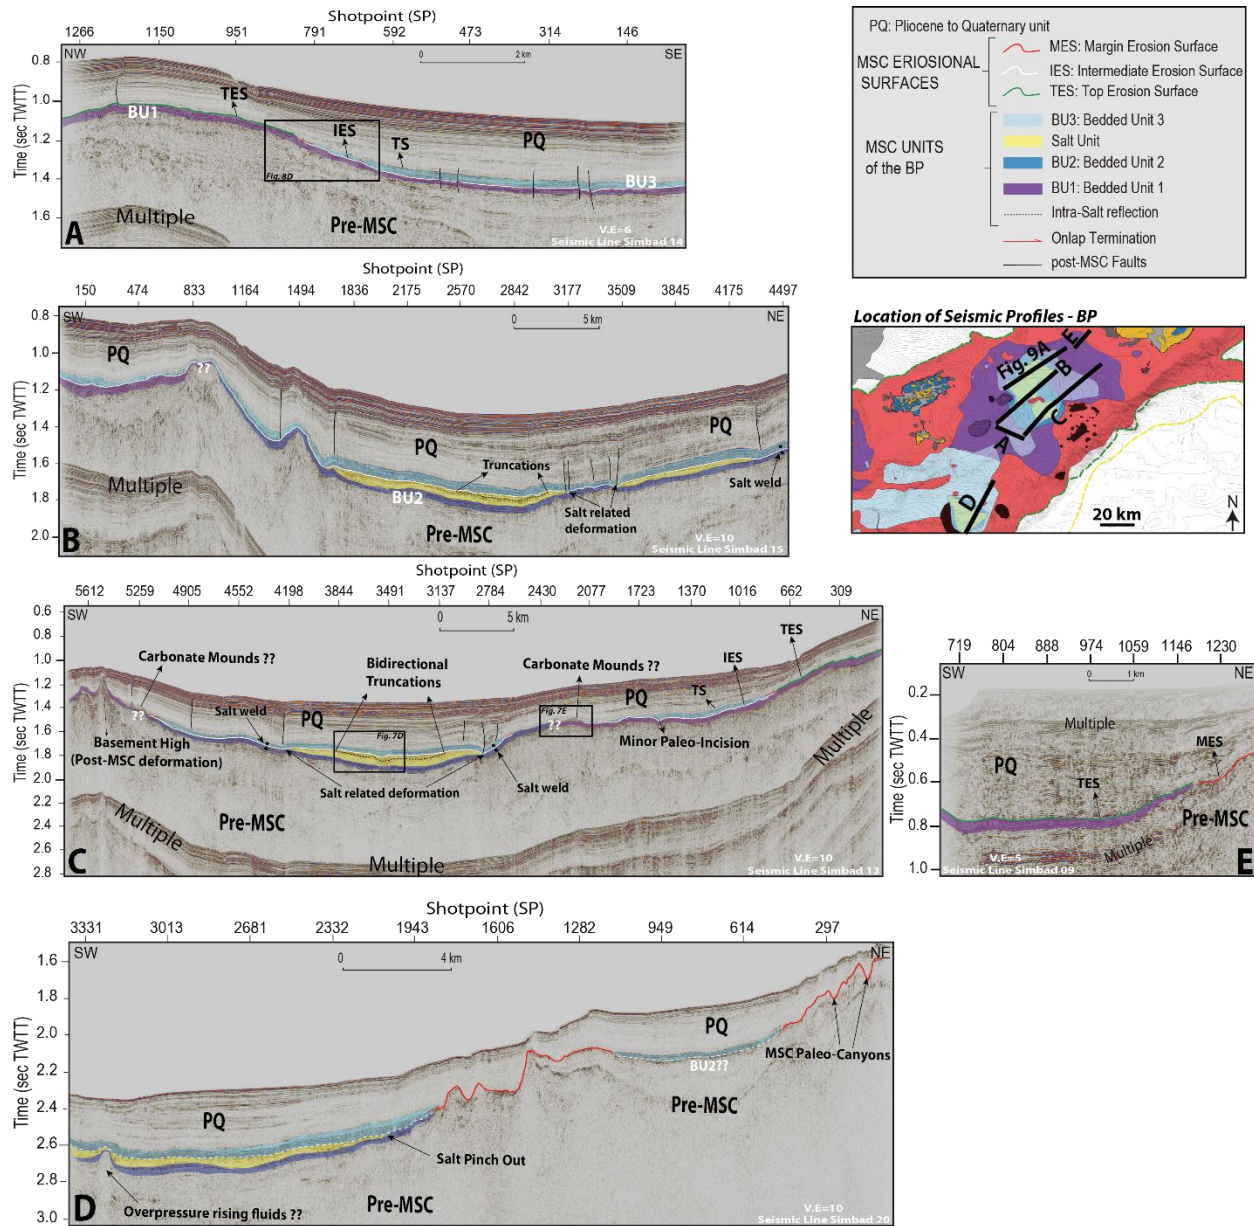 Shotpoint (SP)
1266 1150 951 791 592 473 314 146
NW
SE
0 2 km
0.8
1.0
1.2
1.4
1.6
Time (sec TWTT)
TES
BU1
IES
TS
PQ
Fig. 8D
BU3
Multiple
Pre-MSC
A
V.E=6
Seismic Line Simbad 14
Shotpoint (SP)
150 474 833 1164 1494 1836 2175 2570 2842 3177 3509 3845 4175 4497
SW
NE
0 5 km
0.8
1.0
1.2
1.4
1.6
1.8
2.0
Time (sec TWTT)
PQ
??
PQ
PQ
Truncations
BU2
Salt weld
Salt related
deformation
Multiple
Pre-MSC
B
V.E=10
Seismic Line Simbad 15
Shotpoint (SP)
5612 5259 4905 4552 4198 3844 3491 3137 2784 2430 2077 1723 1370 1016 662 309
SW
NE
0 5 km
0.6
0.8
1.0
1.2
1.4
1.6
1.8
2.0
2.2
2.4
2.6
2.8
Time (sec TWTT)
TES
Carbonate Mounds ??
Bidirectional
Truncations
Carbonate Mounds ??
IES
TS
PQ
PQ
??
Salt weld
Fig. 7D
Fig. 7E
??
Basement High
(Post-MSC deformation)
Minor Paleo-Incision
Salt related deformation
Salt weld
Multiple
Pre-MSC
Multiple
Multiple
C
V.E=10
Seismic Line Simbad 13
Shotpoint (SP)
3331 3013 2681 2332 1943 1606 1282 949 614 297
SW
NE
0 4 km
1.6
1.8
2.0
2.2
2.4
2.6
2.8
3.0
Time (sec TWTT)
PQ
MSC Paleo-Canyons
BU2??
PQ
Pre-MSC
Salt Pinch Out
Overpressure rising fluids ??
Pre-MSC
D
V.E=10
Seismic Line Simbad 20
PQ: Pliocene to Quaternary unit
MSC ERIOSIONAL
SURFACES
MES: Margin Erosion Surface
IES: Intermediate Erosion Surface
TES: Top Erosion Surface
MSC UNITS
of the BP
BU3: Bedded Unit 3
Salt Unit
BU2: Bedded Unit 2
BU1: Bedded Unit 1
Intra-Salt reflection
Onlap Termination
post-MSC Faults
Location of Seismic Profiles - BP
Fig. 9A
E
B
A
C
D
N
20 km
719 804 888 974 1059 1146 1230
SW
NE
0 1 km
0.2
0.4
0.6
0.8
1.0
Time (sec TWTT)
Multiple
PQ
MES
TES
Pre-MSC
Multiple
V.E=5
Seismic Line Simbad 09
E